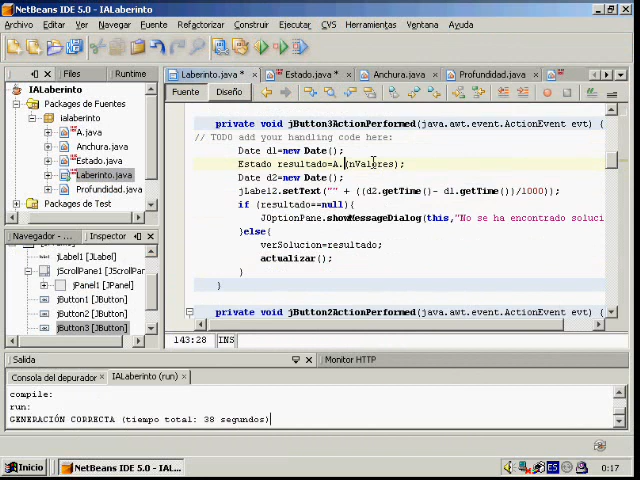 NetBeans IDE 5.0 - IALaberinto
Archivo Editar Ver Navegar Fuente Refactorizar Construir Ejecutar CVS Herramientas Ventana Ayuda
Files Runtime
IALaberinto
Packages de Fuentes
ialaberinto
A.java
Anchura.java
Estado.java
Laberinto.java
Profundidad.java
Packages de Test
Navegador - Inspector
jLabel1 [JLabel]
jScrollPane1 [JScrollPane]
jPanel1 [JPanel]
jButton1 [JButton]
jButton2 [JButton]
jButton3 [JButton]
Laberinto.java * Estado.java * Anchura.java Profundidad.java
Fuente Diseño
private void jButton3ActionPerformed(java.awt.event.ActionEvent evt) {
// TODO add your handling code here:
Date d1=new Date();
Estado resultado=A.(nValores);
Date d2=new Date();
jLabel2.setText("" + ((d2.getTime()- d1.getTime())/1000));
if (resultado==null){
JOptionPane.showMessageDialog(this,"No se ha encontrado soluci
}else{
verSolucion=resultado;
actualizar();
}
}
private void jButton2ActionPerformed(java.awt.event.ActionEvent evt) {
143:28 INS
Salida Monitor HTTP
Consola del depurador IALaberinto (run)
compile:
run:
GENERACIÓN CORRECTA (tiempo total: 38 segundos)
Inicio NetBeans IDE 5.0 - IAL... ES 0:17